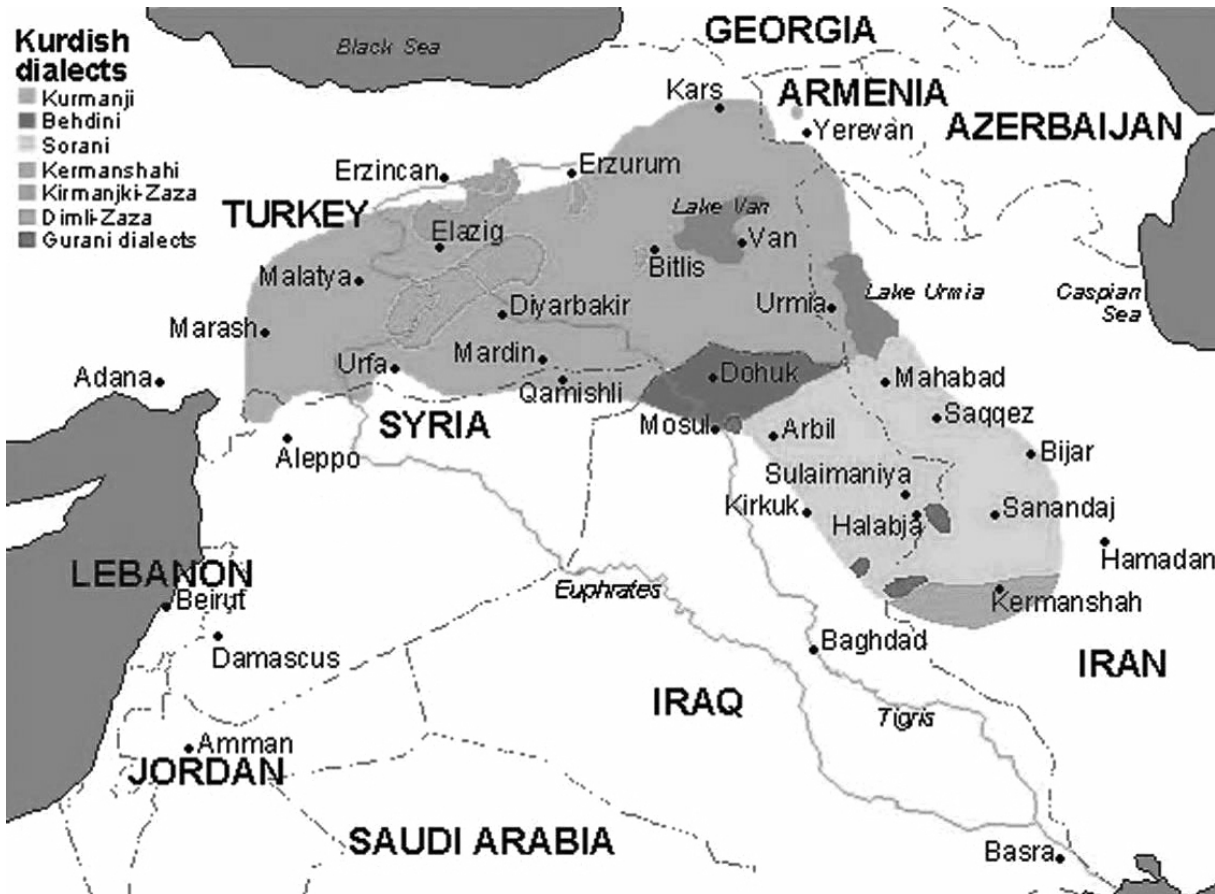 Kurdish
dialects
Kurmanji
Behdini
Sorani
Kermanshahi
Kirmanjki-Zaza
Dimli-Zaza
Gurani dialects
Black Sea
GEORGIA
Kars
ARMENIA
Yerevan
AZERBAIJAN
Erzincan
Erzurum
TURKEY
Lake Van
Elazig
Van
Bitlis
Malatya
Lake Urmia
Caspian
Sea
Diyarbakir
Urmia
Marash
Urfa
Mardin
Adana
Qamishli
Dohuk
Mahabad
SYRIA
Saqqez
Mosul
Arbil
Aleppo
Bijar
Sulaimaniya
Kirkuk
Halabja
Sanandaj
Hamadan
LEBANON
Euphrates
Kermanshah
Beirut
Damascus
Baghdad
IRAN
IRAQ
Tigris
Amman
JORDAN
SAUDI ARABIA
Basra